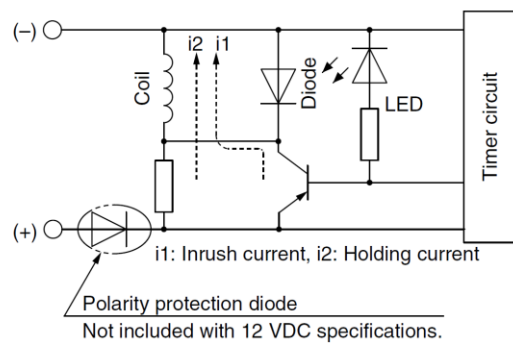 (–)
i2 i1
Coil
Diode
LED
Timer circuit
(+)
i1: Inrush current, i2: Holding current
Polarity protection diode
Not included with 12 VDC specifications.